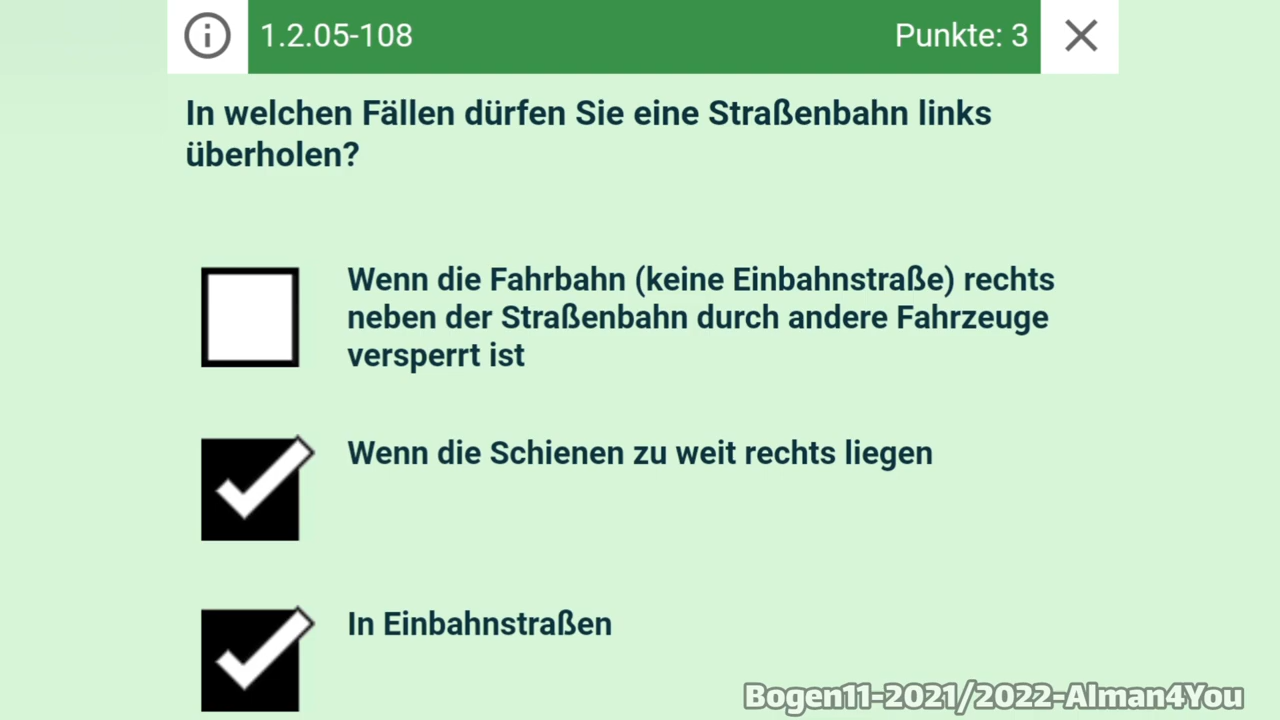 1.2.05-108
Punkte: 3
In welchen Fällen dürfen Sie eine Straßenbahn links
überholen?
Wenn die Fahrbahn (keine Einbahnstraße) rechts
neben der Straßenbahn durch andere Fahrzeuge
versperrt ist
Wenn die Schienen zu weit rechts liegen
In Einbahnstraßen
Bogen11-2021/2022-Alman4You